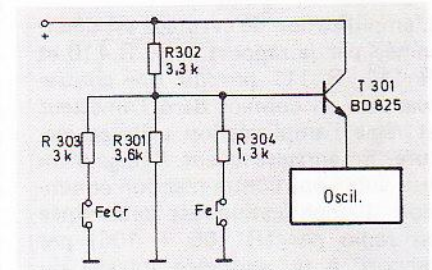 +
R302
3,3 k
T 301
BD 825
R 303
3 k
R301
3,6k
R 304
1, 3 k
FeCr
Fe
Oscil.